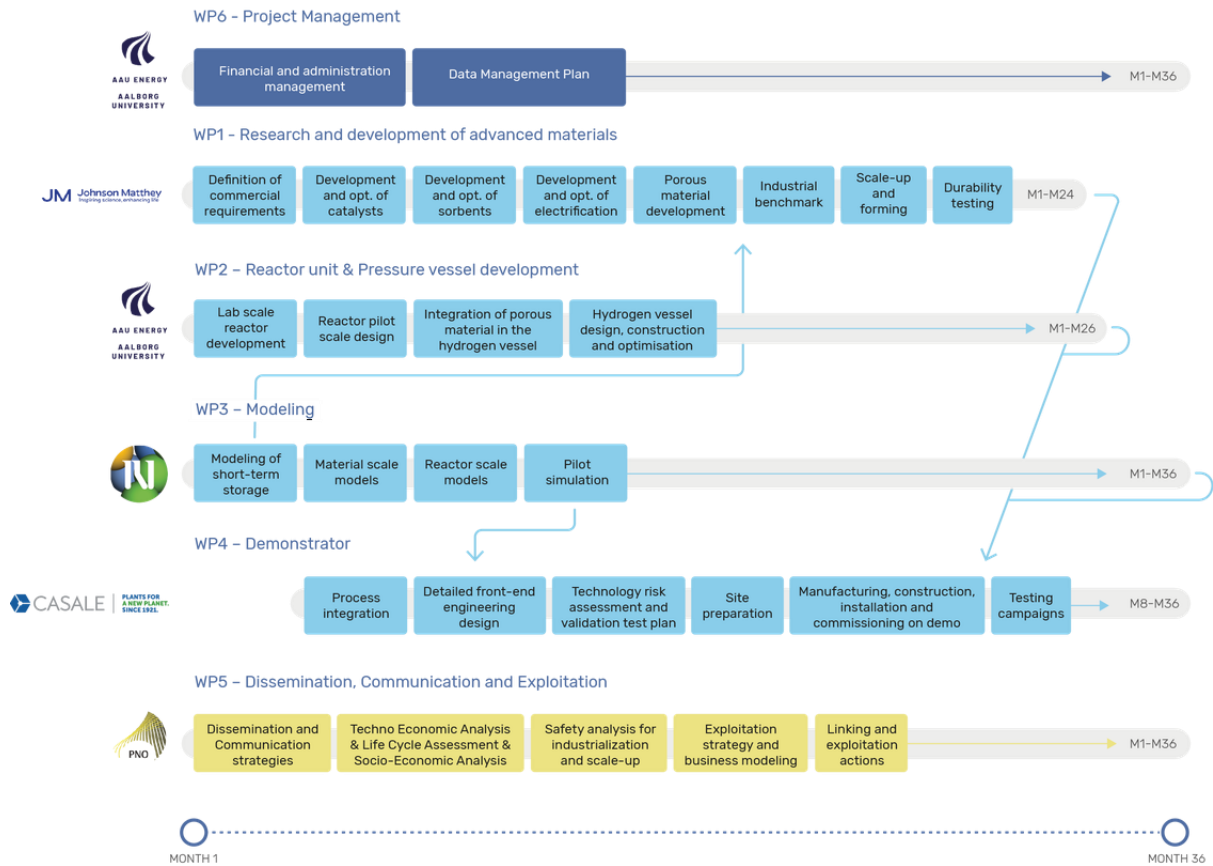 WP6 - Project Management
AAU ENERGY
AALBORG
UNIVERSITY
Financial and administration
management
Data Management Plan
M1-M36
WP1 - Research and development of advanced materials
JM Johnson Matthey
Inspiring science, enhancing life
Definition of
commercial
requirements
Development
and opt. of
catalysts
Development
and opt. of
sorbents
Development
and opt. of
electrification
Porous
material
development
Industrial
benchmark
Scale-up
and
forming
Durability
testing
M1-M24
WP2 – Reactor unit & Pressure vessel development
AAU ENERGY
AALBORG
UNIVERSITY
Lab scale
reactor
development
Reactor pilot
scale design
Integration of porous
material in the
hydrogen vessel
Hydrogen vessel
design, construction
and optimisation
M1-M26
WP3 – Modeling
N
Modeling of
short-term
storage
Material scale
models
Reactor scale
models
Pilot
simulation
M1-M36
WP4 – Demonstrator
CASALE
PLANTS FOR
A NEW PLANET.
SINCE 1921.
Process
integration
Detailed front-end
engineering
design
Technology risk
assessment and
validation test plan
Site
preparation
Manufacturing, construction,
installation and
commissioning on demo
Testing
campaigns
M8-M36
WP5 – Dissemination, Communication and Exploitation
PNO
Dissemination and
Communication
strategies
Techno Economic Analysis
& Life Cycle Assessment &
Socio-Economic Analysis
Safety analysis for
industrialization
and scale-up
Exploitation
strategy and
business modeling
Linking and
exploitation
actions
M1-M36
MONTH 1
MONTH 36